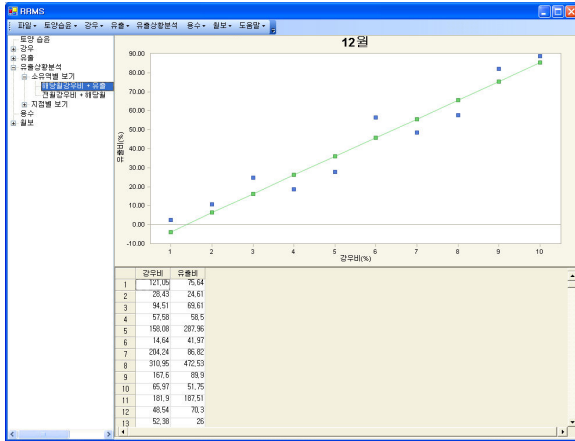 RRMS
파일 토양습윤 강우 유출 유출상황분석 용수 월보 도움말
토양 습윤
강우
유출
유출상황분석
소유역별 보기
해당월강우비 + 유출
전월강우비 + 해당월
지점별 보기
용수
월보
12월
90.00
80.00
70.00
60.00
50.00
40.00
30.00
20.00
10.00
0.00
-10.00
유출비(%)
1 2 3 4 5 6 7 8 9 10
강우비(%)
강우비 유출비
1 121,05 75,64
2 28,43 24,61
3 94,51 69,61
4 57,58 58,5
5 158,08 287,96
6 14,64 41,97
7 204,24 86,82
8 310,95 472,53
9 167,6 89,9
10 65,97 51,75
11 181,9 187,51
12 48,54 70,3
13 52,38 26